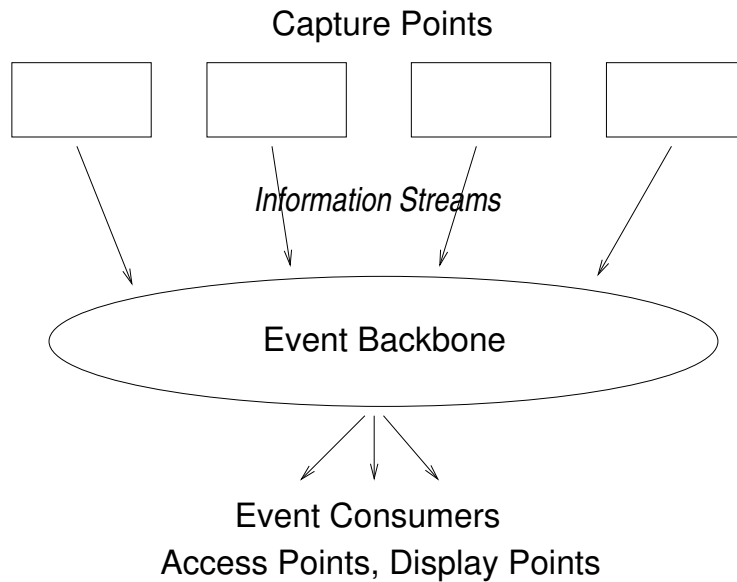 Capture Points
Information Streams
Event Backbone
Event Consumers
Access Points, Display Points